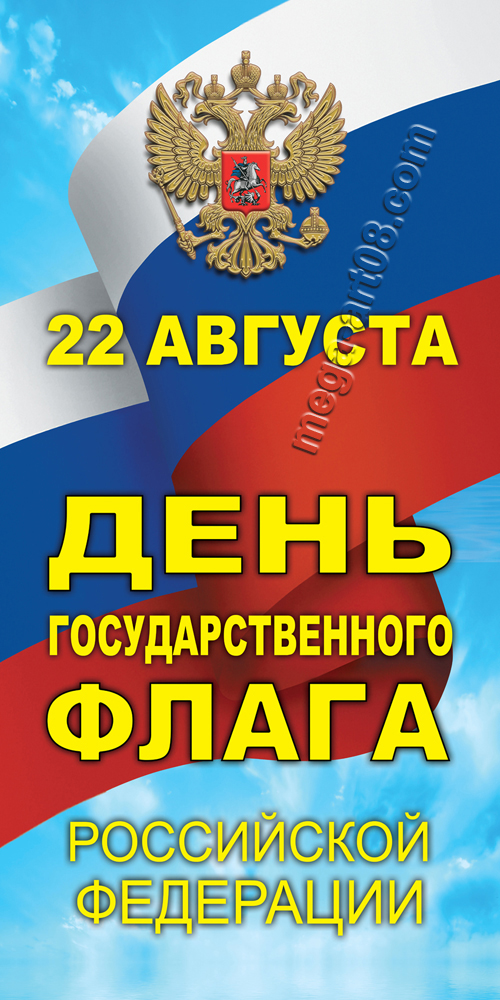 22 АВГУСТА
ДЕНЬ
ГОСУДАРСТВЕННОГО
ФЛАГА
РОССИЙСКОЙ
ФЕДЕРАЦИИ
megaart08.com